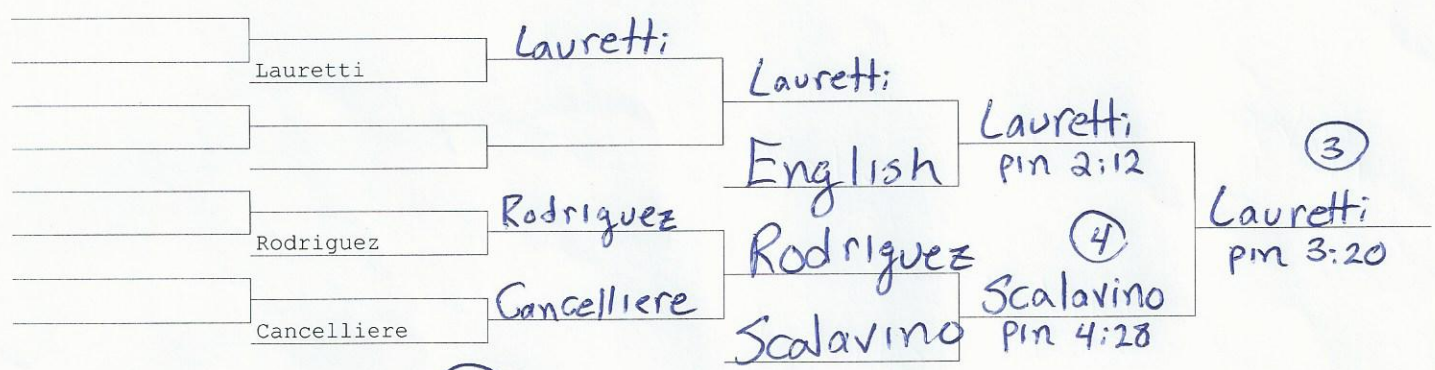 Lauretti
Lauretti
Lauretti
English
Lauretti
pin 2:12
3
Lauretti
pin 3:20
Rodriguez
Rodriguez
Rodriguez
4
Cancelliere
Cancelliere
Scalavino
Scalavino
pin 4:28